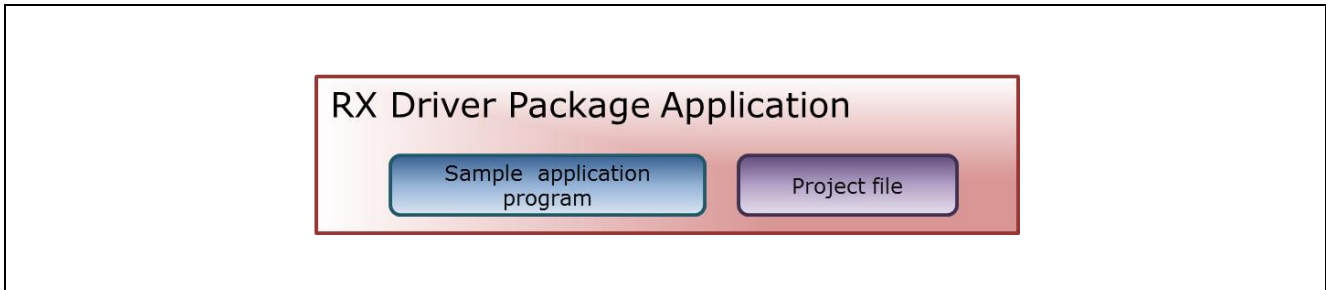 RX Driver Package Application
Sample application
program
Project file